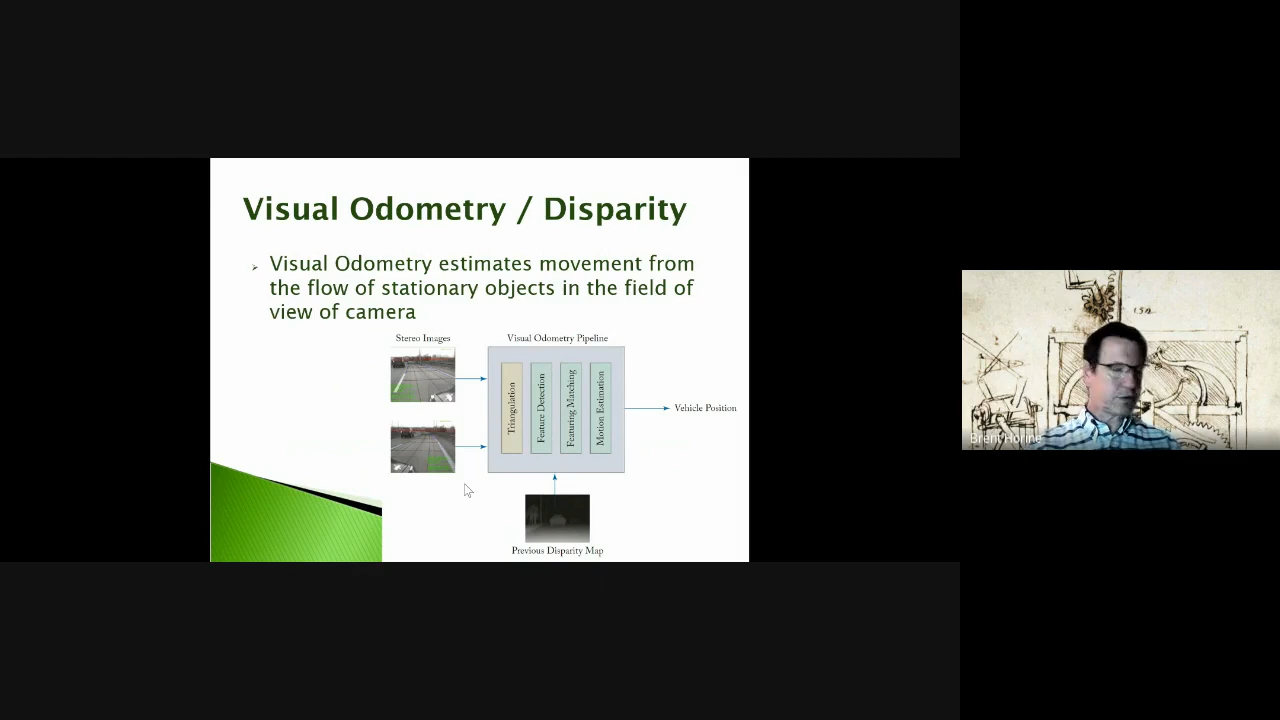 Visual Odometry / Disparity
Visual Odometry estimates movement from
the flow of stationary objects in the field of
view of camera
Stereo Images
Visual Odometry Pipeline
Triangulation
Feature Detection
Featuring Matching
Motion Estimation
Vehicle Position
Previous Disparity Map
Brent Horine